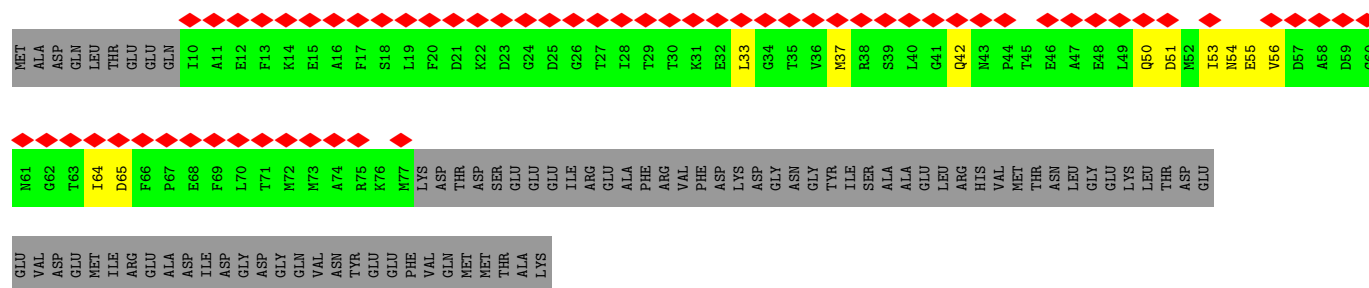 MET ALA ASP GLN LEU THR GLU GLU GLN I10 A11 E12 F13 K14 E15 A16 F17 S18 L19 F20 D21 K22 D23 G24 D25 G26 T27 I28 T29 T30 K31 E32 L33 G34 T35 V36 M37 R38 S39 L40 G41 Q42 N43 P44 T45 E46 A47 E48 L49 Q50 D51 M52 I53 N54 E55 V56 D57 A58 D59 G60
N61 G62 T63 I64 D65 F66 P67 E68 F69 L70 T71 M72 M73 A74 R75 K76 M77 LYS ASP THR ASP SER GLU GLU GLU ILE ARG GLU ALA PHE ARG VAL PHE ASP LYS ASP GLY ASN GLY TYR ILE SER ALA ALA GLU LEU ARG HIS VAL MET THR ASN LEU GLY GLU LYS LEU THR ASP GLU
GLU VAL ASP GLU MET ILE ARG GLU ALA ASP ILE ASP GLY ASP GLY GLN VAL ASN TYR GLU GLU PHE VAL GLN MET MET THR ALA LYS